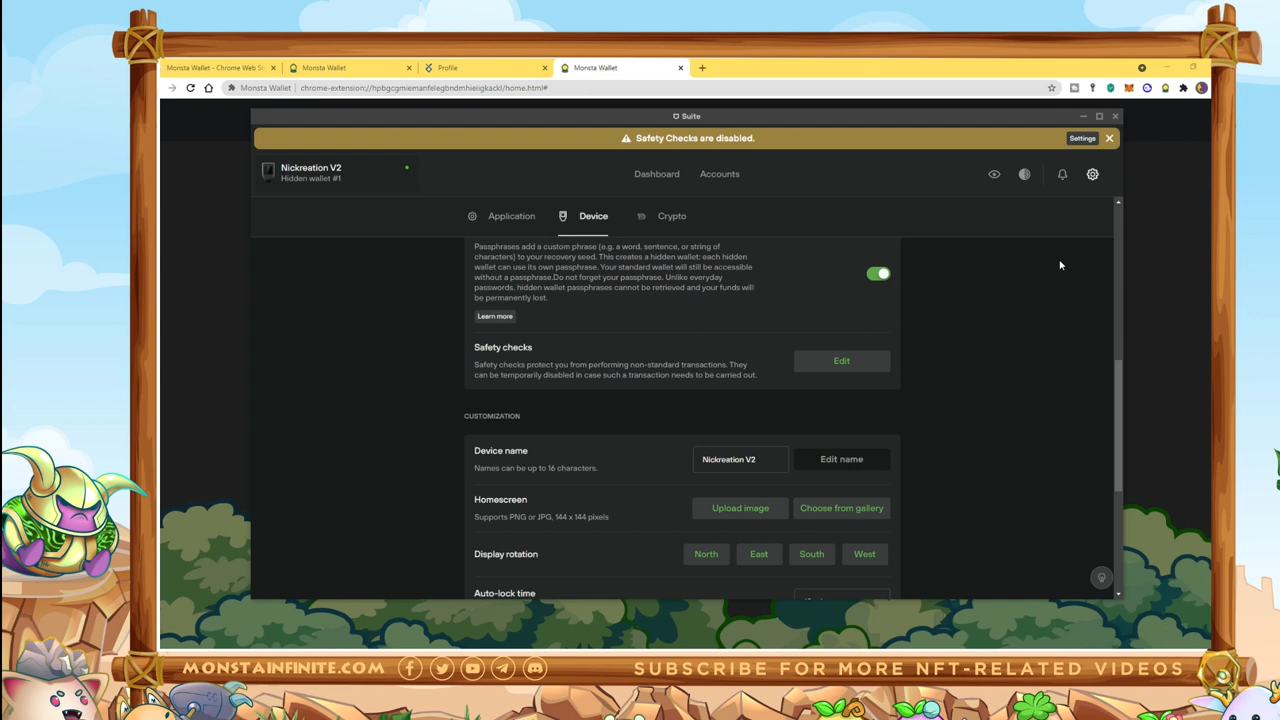 Monsta Wallet - Chrome Web St
Monsta Wallet
Profile
Monsta Wallet
Monsta Wallet
chrome-extension://hpbgcgmiemanfelegbndmhieiigkackl/home.html#
Suite
Safety Checks are disabled.
Settings
Nickreation V2
Hidden wallet #1
Dashboard
Accounts
Application
Device
Crypto
Passphrases add a custom phrase (e.g. a word, sentence, or string of
characters) to your recovery seed. This creates a hidden wallet; each hidden
wallet can use its own passphrase. Your standard wallet will still be accessible
without a passphrase.Do not forget your passphrase. Unlike everyday
passwords, hidden wallet passphrases cannot be retrieved and your funds will
be permanently lost.
Learn more
Safety checks
Safety checks protect you from performing non-standard transactions. They
can be temporarily disabled in case such a transaction needs to be carried out.
Edit
CUSTOMIZATION
Device name
Names can be up to 16 characters.
Nickreation V2
Edit name
Homescreen
Supports PNG or JPG, 144 x 144 pixels
Upload image
Choose from gallery
Display rotation
North
East
South
West
Auto-lock time
MONSTAINFINITE.COM
SUBSCRIBE FOR MORE NFT-RELATED VIDEOS